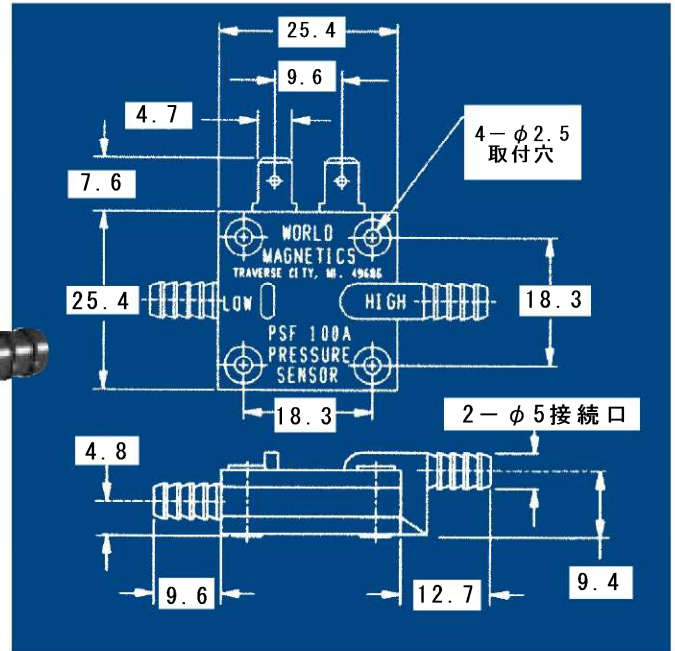 25.4
9.6
4.7
4－φ2.5
取付穴
7.6
WORLD
MAGNETICS
TRAVERSE CITY, MI. 49686
25.4
LOW
HIGH
18.3
PSF 100A
PRESSURE
SENSOR
18.3
2－φ5接続口
4.8
9.6
12.7
9.4